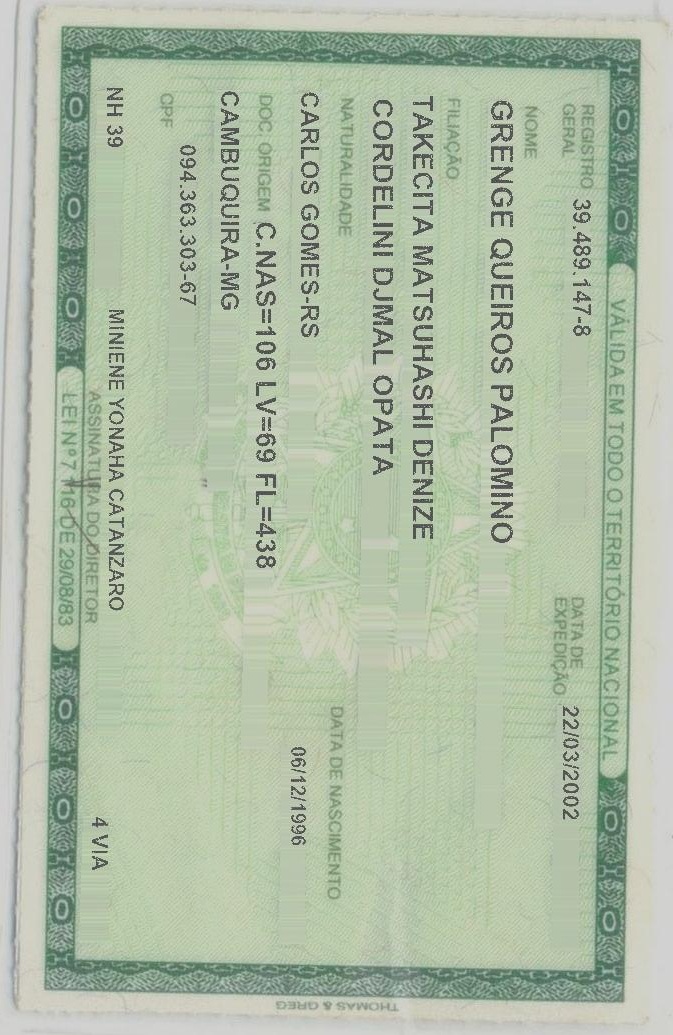 VÁLIDA EM TODO O TERRITÓRIO NACIONAL
REGISTRO GERAL 39.489.147-8 DATA DE EXPEDIÇÃO 22/03/2002
NOME
GRENGE QUEIROS PALOMINO
FILIAÇÃO
TAKECITA MATSUHASHI DENIZE
CORDELINI DJMAL OPATA
NATURALIDADE DATA DE NASCIMENTO
CARLOS GOMES-RS 06/12/1996
DOC. ORIGEM C.NAS=106 LV=69 FL=438
CAMBUQUIRA-MG
CPF 094.363.303-67
NH 39 MINIENE YONAHA CATANZARO 4 VIA
ASSINATURA DO DIRETOR
LEI Nº 7.116 DE 29/08/83
THOMAS & GREG